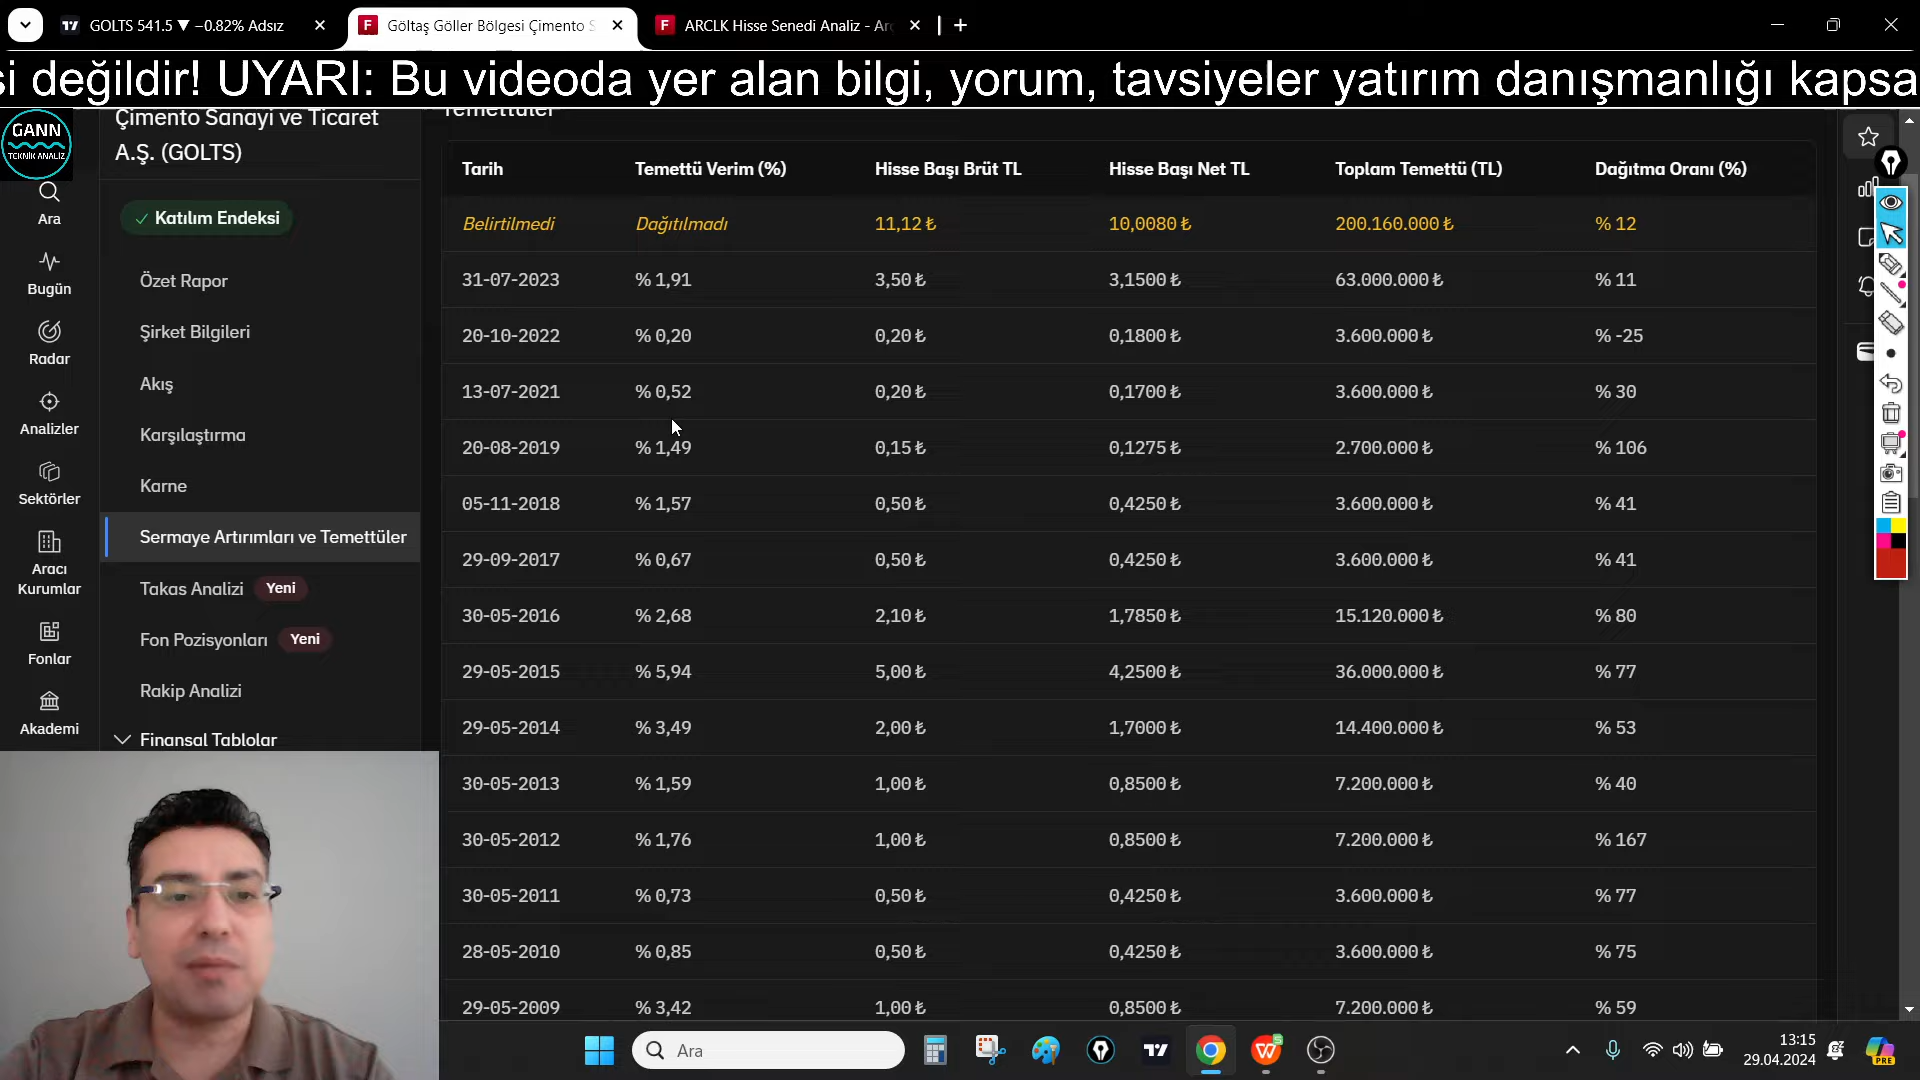 GOLTS 541.5 ▼ −0.82% Adsız
Göltaş Göller Bölgesi Çimento S
ARCLK Hisse Senedi Analiz - Arç
si değildir! UYARI: Bu videoda yer alan bilgi, yorum, tavsiyeler yatırım danışmanlığı kapsa
GANN
TEKNİK ANALİZ
Çimento Sanayi ve Ticaret
A.Ş. (GOLTS)
Katılım Endeksi
Ara
Bugün
Radar
Analizler
Sektörler
Aracı
Kurumlar
Fonlar
Akademi
Özet Rapor
Şirket Bilgileri
Akış
Karşılaştırma
Karne
Sermaye Artırımları ve Temettüler
Takas Analizi Yeni
Fon Pozisyonları Yeni
Rakip Analizi
Finansal Tablolar
Temettüler
Tarih Temettü Verim (%) Hisse Başı Brüt TL Hisse Başı Net TL Toplam Temettü (TL) Dağıtma Oranı (%)
Belirtilmedi Dağıtılmadı 11,12 ₺ 10,0080 ₺ 200.160.000 ₺ % 12
31-07-2023 % 1,91 3,50 ₺ 3,1500 ₺ 63.000.000 ₺ % 11
20-10-2022 % 0,20 0,20 ₺ 0,1800 ₺ 3.600.000 ₺ % -25
13-07-2021 % 0,52 0,20 ₺ 0,1700 ₺ 3.600.000 ₺ % 30
20-08-2019 % 1,49 0,15 ₺ 0,1275 ₺ 2.700.000 ₺ % 106
05-11-2018 % 1,57 0,50 ₺ 0,4250 ₺ 3.600.000 ₺ % 41
29-09-2017 % 0,67 0,50 ₺ 0,4250 ₺ 3.600.000 ₺ % 41
30-05-2016 % 2,68 2,10 ₺ 1,7850 ₺ 15.120.000 ₺ % 80
29-05-2015 % 5,94 5,00 ₺ 4,2500 ₺ 36.000.000 ₺ % 77
29-05-2014 % 3,49 2,00 ₺ 1,7000 ₺ 14.400.000 ₺ % 53
30-05-2013 % 1,59 1,00 ₺ 0,8500 ₺ 7.200.000 ₺ % 40
30-05-2012 % 1,76 1,00 ₺ 0,8500 ₺ 7.200.000 ₺ % 167
30-05-2011 % 0,73 0,50 ₺ 0,4250 ₺ 3.600.000 ₺ % 77
28-05-2010 % 0,85 0,50 ₺ 0,4250 ₺ 3.600.000 ₺ % 75
29-05-2009 % 3,42 1,00 ₺ 0,8500 ₺ 7.200.000 ₺ % 59
Ara
13:15
29.04.2024
PRE